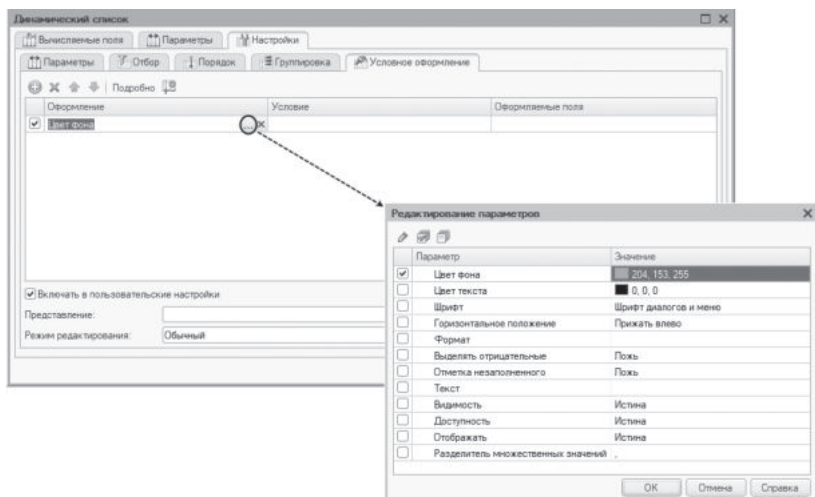 Динамический список
Вычисляемые поля Параметры Настройки
Параметры Отбор Порядок Группировка Условное оформление
Подробно
Оформление Условие Оформляемые поля
Цвет фона ... ×
Включать в пользовательские настройки
Представление:
Режим редактирования: Обычный
Редактирование параметров
Параметр Значение
Цвет фона 204, 153, 255
Цвет текста 0, 0, 0
Шрифт Шрифт диалогов и меню
Горизонтальное положение Прижать влево
Формат
Выделять отрицательные Ложь
Отметка незаполненного Ложь
Текст
Видимость Истина
Доступность Истина
Отображать Истина
Разделитель множественных значений ,
OK Отмена Справка